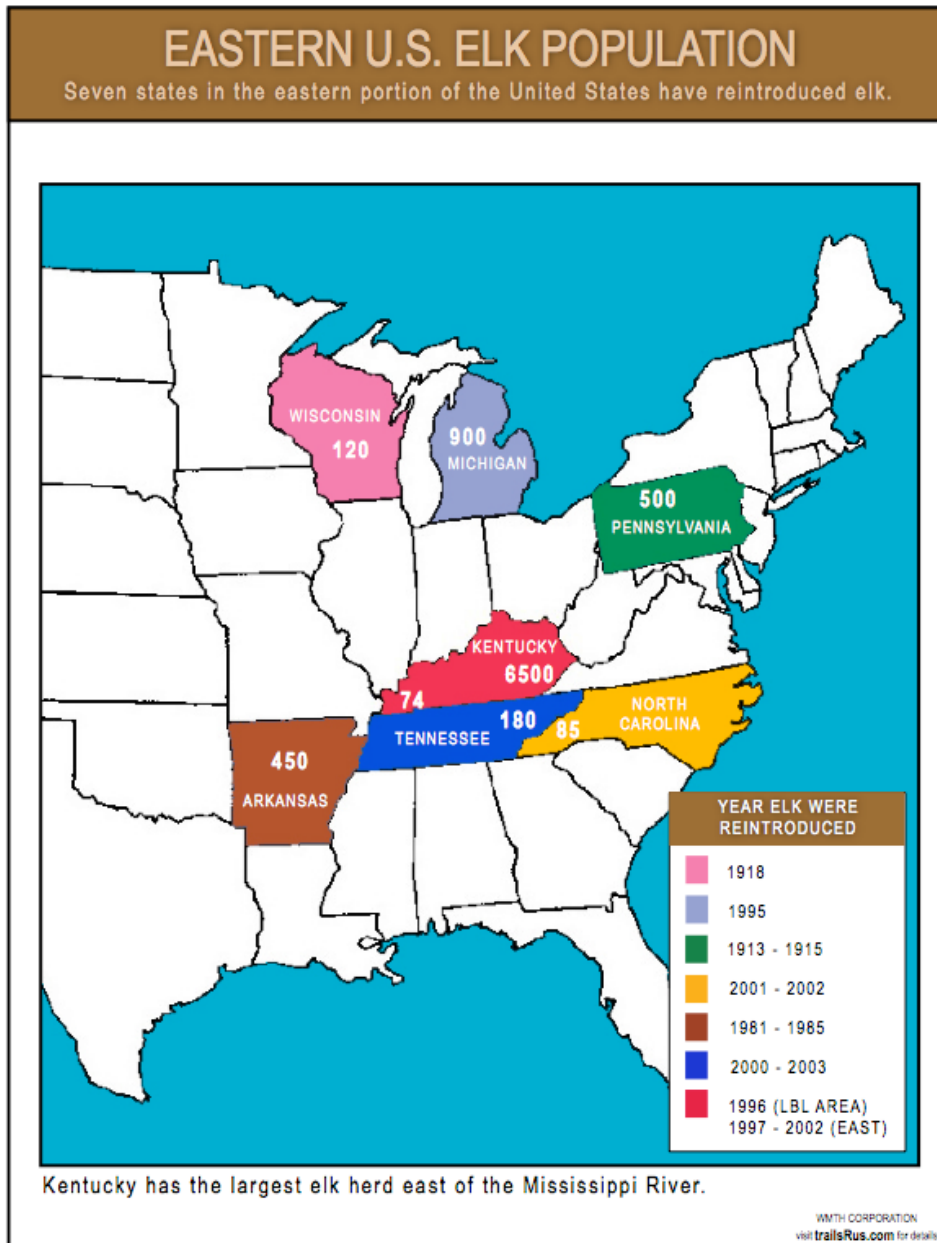 EASTERN U.S. ELK POPULATION
Seven states in the eastern portion of the United States have reintroduced elk.
WISCONSIN
120
900
MICHIGAN
500
PENNSYLVANIA
KENTUCKY
6500
74
180
TENNESSEE
85
NORTH
CAROLINA
450
ARKANSAS
YEAR ELK WERE
REINTRODUCED
1918
1995
1913 - 1915
2001 - 2002
1981 - 1985
2000 - 2003
1996 (LBL AREA)
1997 - 2002 (EAST)
Kentucky has the largest elk herd east of the Mississippi River.
WMTH CORPORATION
visit trailsRus.com for details